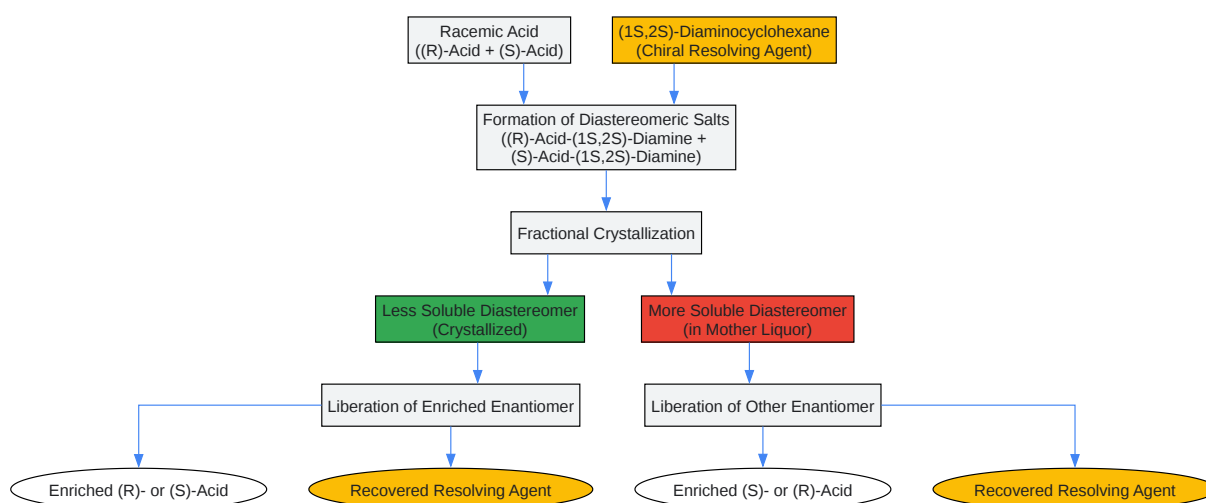 Racemic Acid
((R)-Acid + (S)-Acid)
(1S,2S)-Diaminocyclohexane
(Chiral Resolving Agent)
Formation of Diastereomeric Salts
((R)-Acid-(1S,2S)-Diamine +
(S)-Acid-(1S,2S)-Diamine)
Fractional Crystallization
Less Soluble Diastereomer
(Crystallized)
More Soluble Diastereomer
(in Mother Liquor)
Liberation of Enriched Enantiomer
Liberation of Other Enantiomer
Enriched (R)- or (S)-Acid
Recovered Resolving Agent
Enriched (S)- or (R)-Acid
Recovered Resolving Agent